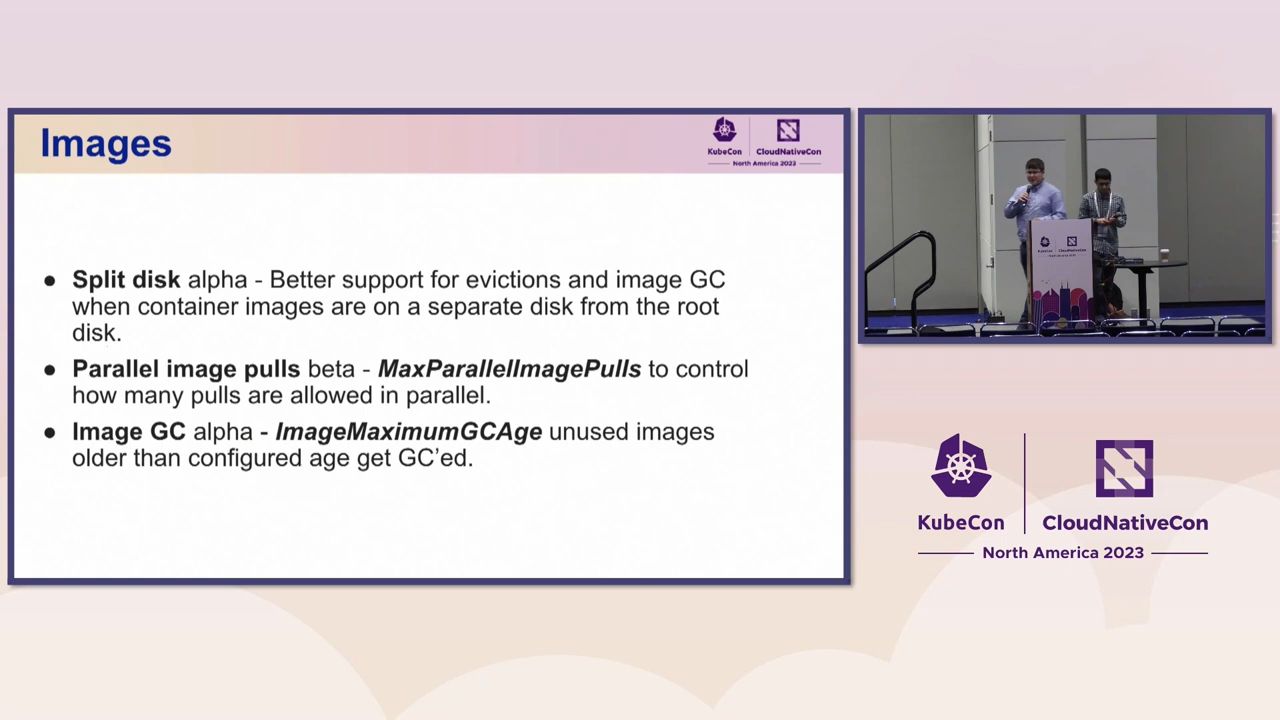 Images
KubeCon
CloudNativeCon
North America 2023
● Split disk alpha - Better support for evictions and image GC
when container images are on a separate disk from the root
disk.
● Parallel image pulls beta - MaxParallelImagePulls to control
how many pulls are allowed in parallel.
● Image GC alpha - ImageMaximumGCAge unused images
older than configured age get GC’ed.
KubeCon
CloudNativeCon
North America 2023